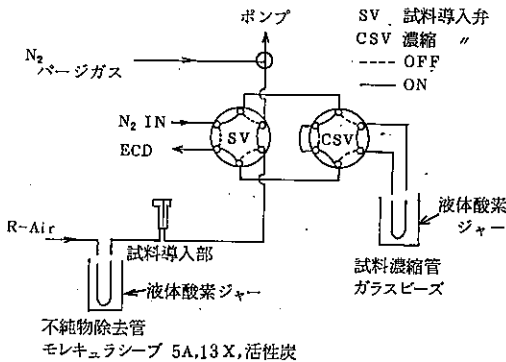 ポンプ
SV 試料導入弁
CSV 濃縮 〃
---- OFF
—— ON
N₂
パージガス
N₂ IN
ECD
SV
CSV
R-Air
試料導入部
液体酸素ジャー
液体酸素
ジャー
試料濃縮管
ガラスビーズ
不純物除去管
モレキュラシーブ 5A,13X,活性炭